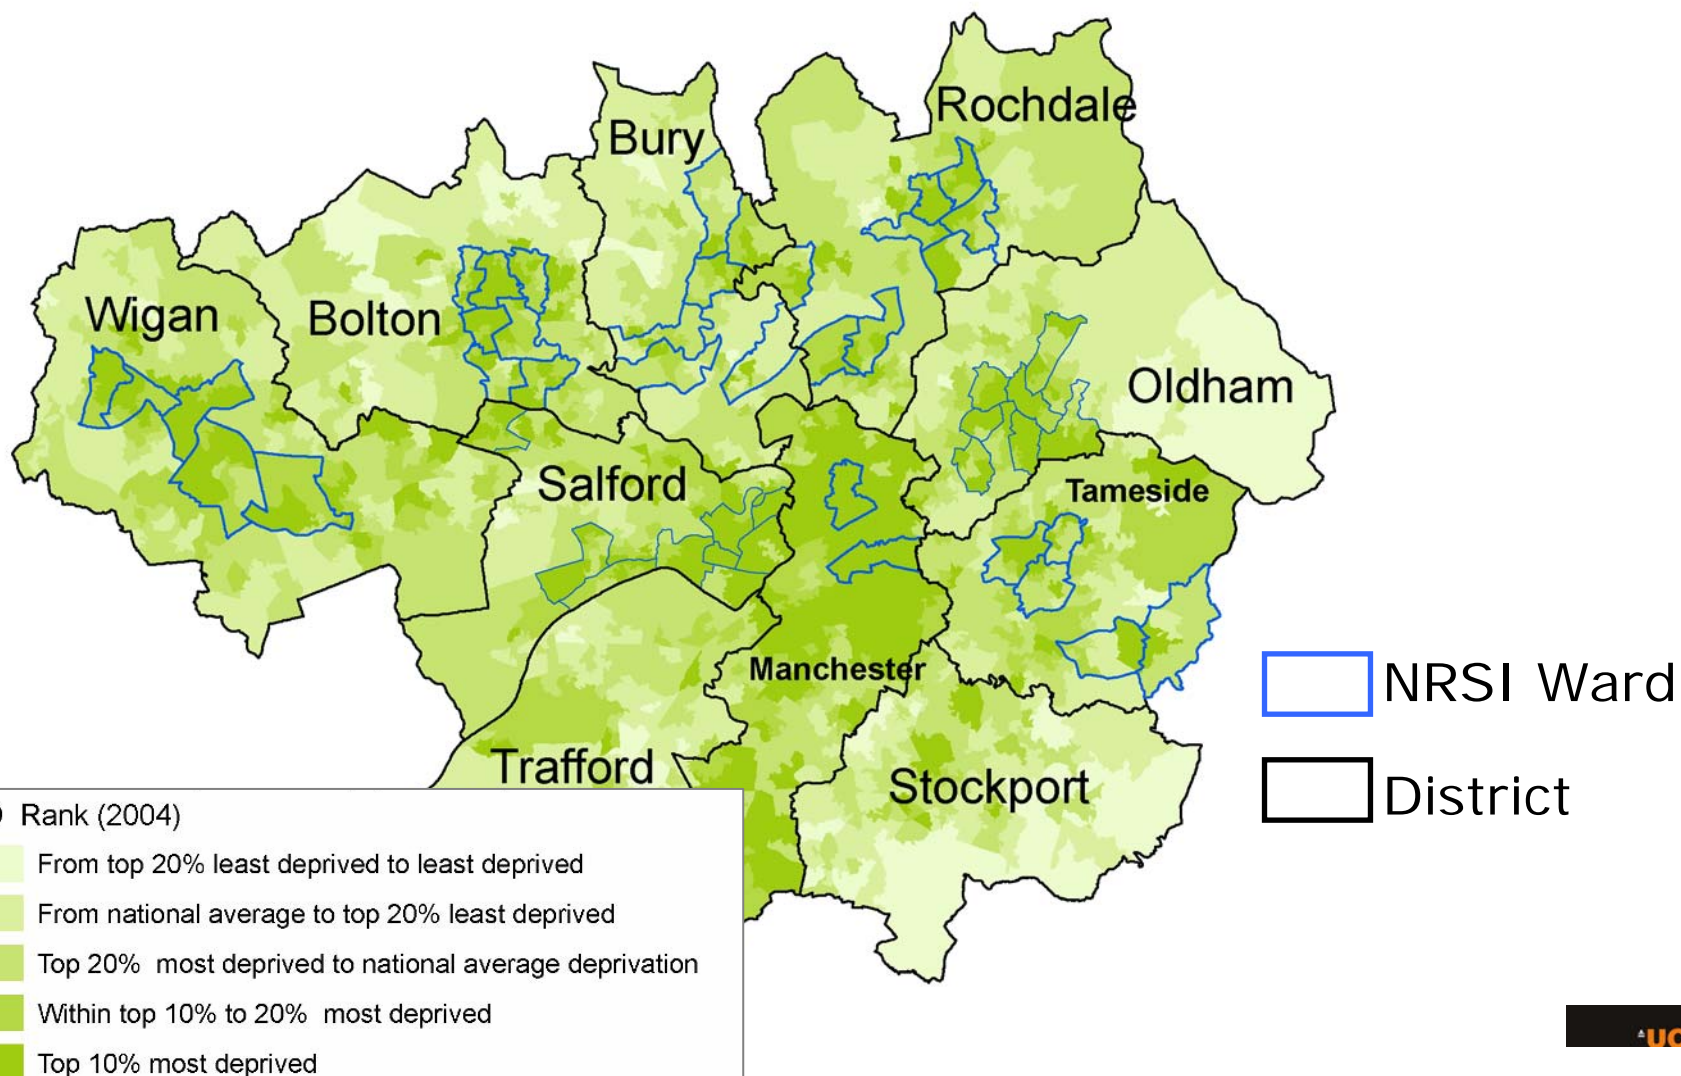 Rochdale
Bury
Wigan
Bolton
Oldham
Salford
Tameside
Manchester
NRSI Ward
Trafford
Stockport
District
Rank (2004)
From top 20% least deprived to least deprived
From national average to top 20% least deprived
Top 20% most deprived to national average deprivation
Within top 10% to 20% most deprived
Top 10% most deprived